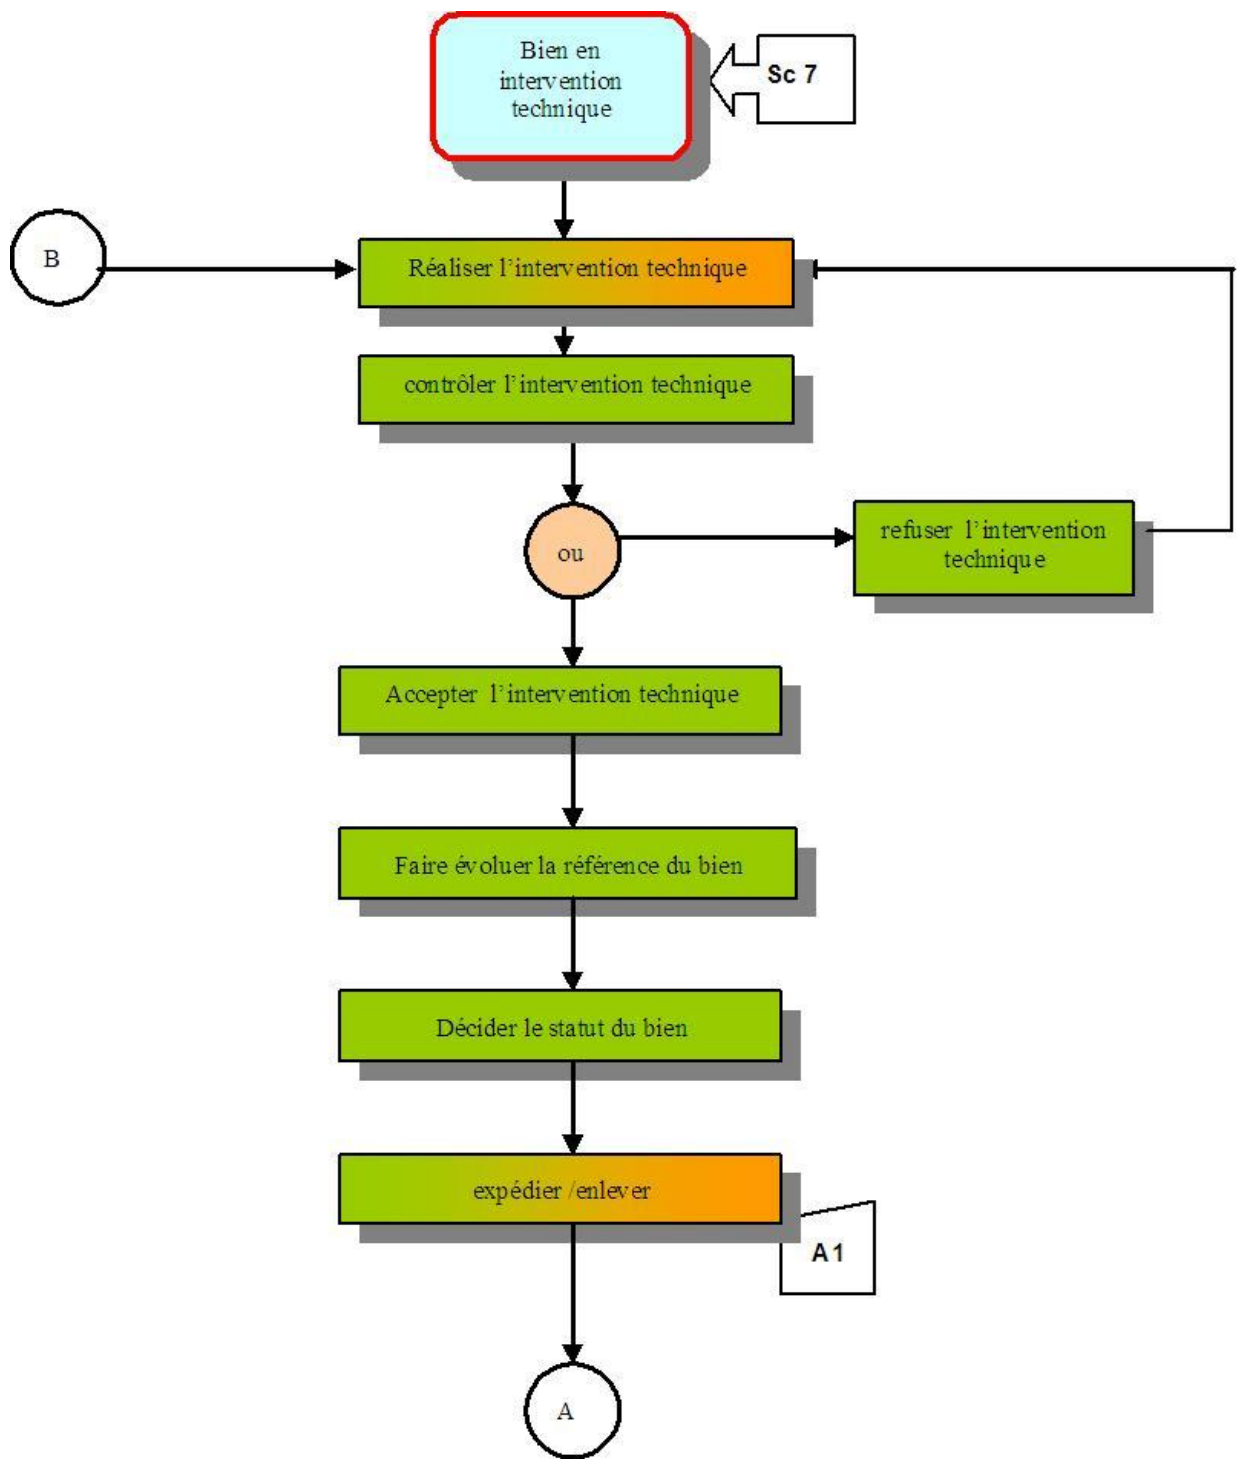 Bien en
intervention
technique
Sc 7
B
Réaliser l’intervention technique
contrôler l’intervention technique
ou
refuser l’intervention
technique
Accepter l’intervention technique
Faire évoluer la référence du bien
Décider le statut du bien
expédier /enlever
A1
A